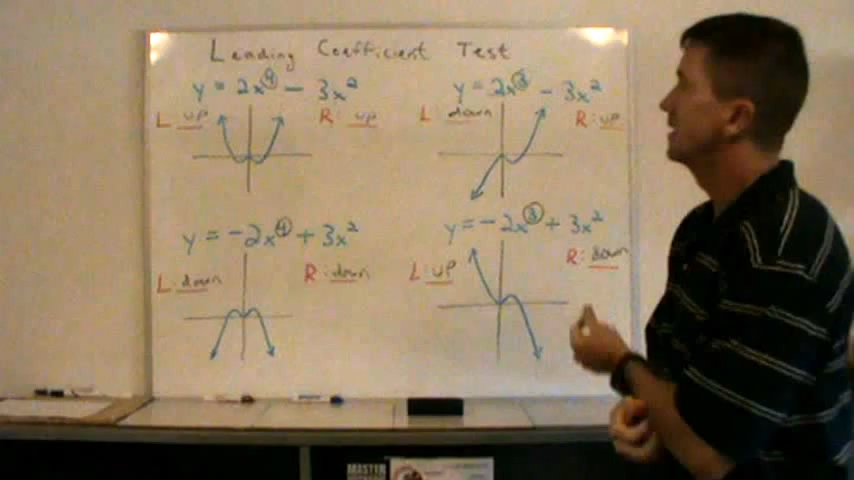 Leading Coefficient Test
y = 2x⁴ - 3x²
L: up R: up
y = 2x³ - 3x²
L: down R: up
y = -2x⁴ + 3x²
L: down R: down
y = -2x³ + 3x²
L: up R: down
MASTER